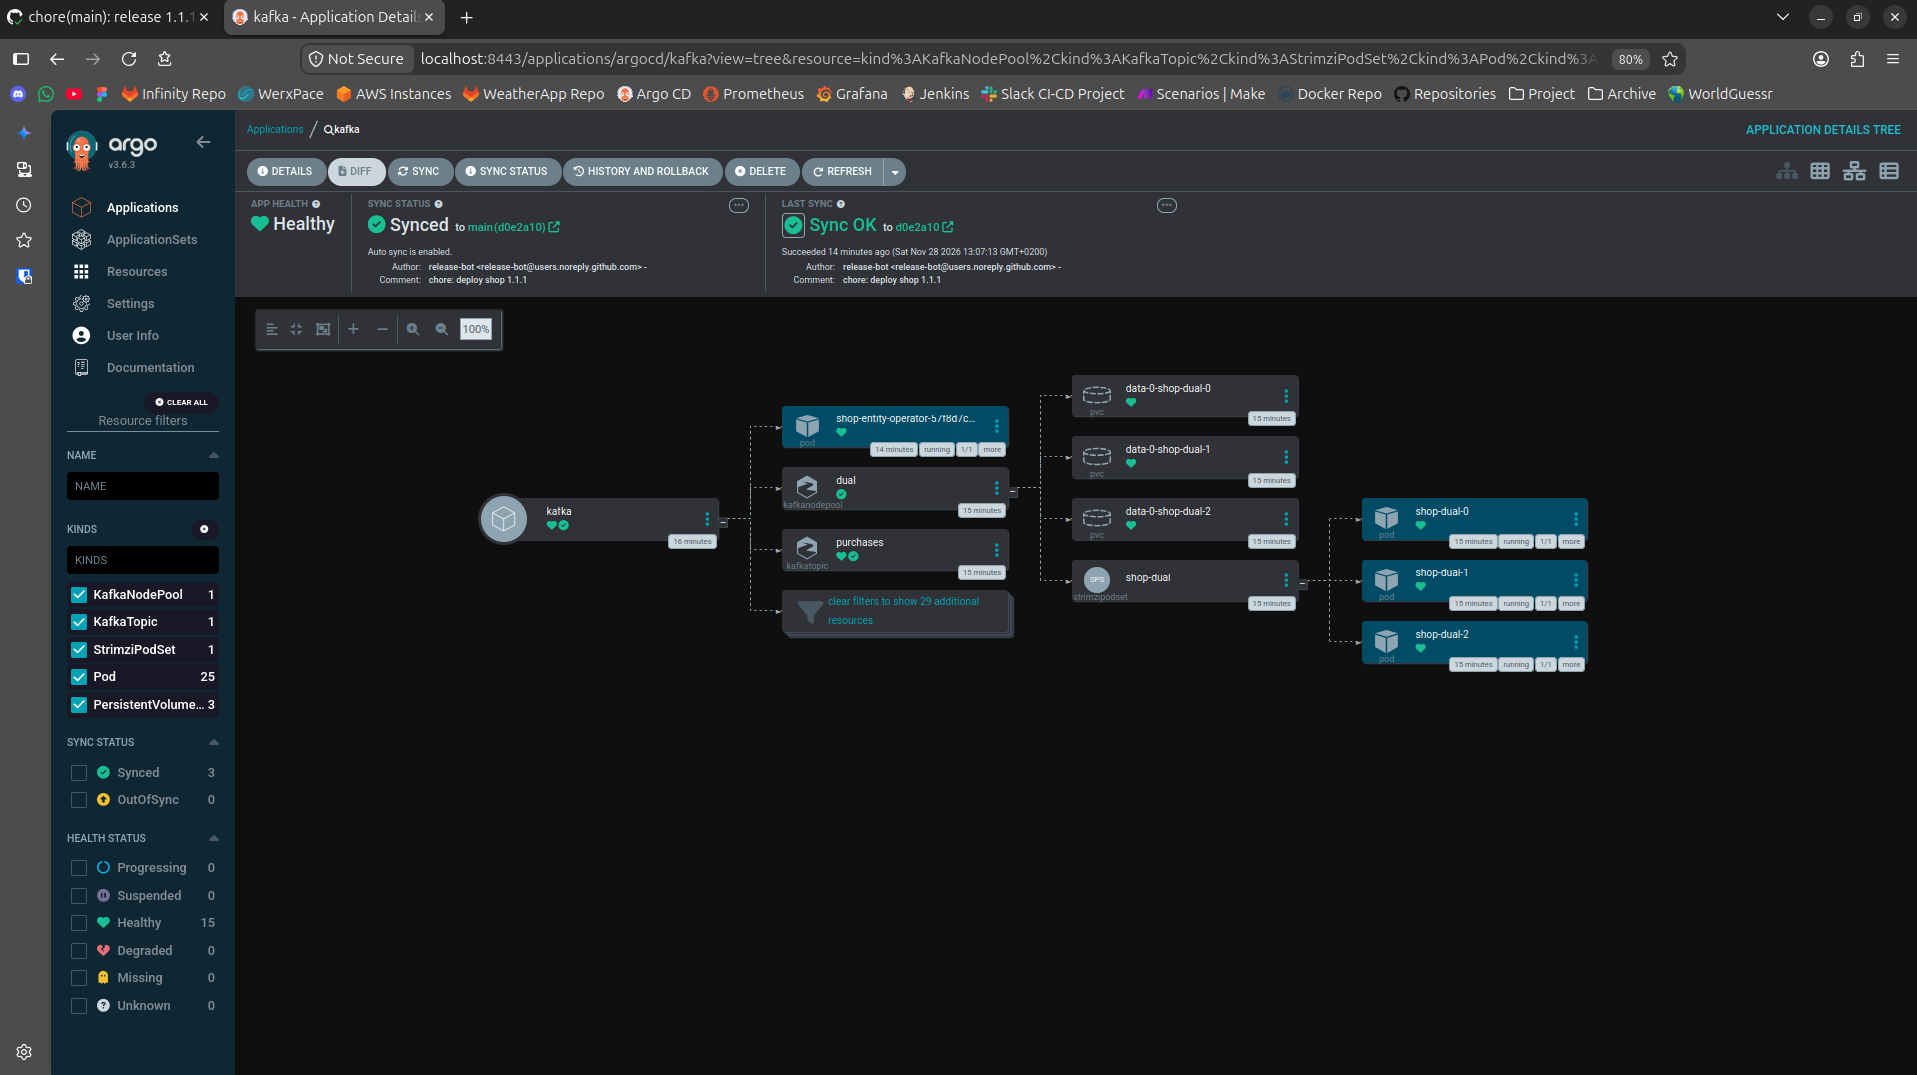 chore(main): release 1.1.1
kafka - Application Details
Not Secure
localhost:8443/applications/argocd/kafka?view=tree&resource=kind%3AKafkaNodePool%2Ckind%3AKafkaTopic%2Ckind%3AStrimziPodSet%2Ckind%3APod%2Ckind%3A
80%
Infinity Repo
WerxPace
AWS Instances
WeatherApp Repo
Argo CD
Prometheus
Grafana
Jenkins
Slack CI-CD Project
Scenarios | Make
Docker Repo
Repositories
Project
Archive
WorldGuessr
argo
v3.6.3
Applications
ApplicationSets
Resources
Settings
User Info
Documentation
CLEAR ALL
Resource filters
NAME
NAME
KINDS
KINDS
KafkaNodePool 1
KafkaTopic 1
StrimziPodSet 1
Pod 25
PersistentVolume... 3
SYNC STATUS
Synced 3
OutOfSync 0
HEALTH STATUS
Progressing 0
Suspended 0
Healthy 15
Degraded 0
Missing 0
Unknown 0
Applications / kafka
APPLICATION DETAILS TREE
DETAILS
DIFF
SYNC
SYNC STATUS
HISTORY AND ROLLBACK
DELETE
REFRESH
APP HEALTH
Healthy
SYNC STATUS
Synced to main (d0e2a10)
Auto sync is enabled.
Author: release-bot <release-bot@users.noreply.github.com> -
Comment: chore: deploy shop 1.1.1
LAST SYNC
Sync OK to d0e2a10
Succeeded 14 minutes ago (Sat Nov 28 2026 13:07:13 GMT+0200)
Author: release-bot <release-bot@users.noreply.github.com> -
Comment: chore: deploy shop 1.1.1
100%
kafka
16 minutes
shop-entity-operator-57f8d7c...
pod
14 minutes running 1/1 more
dual
kafkanodepool
15 minutes
purchases
kafkatopic
15 minutes
clear filters to show 29 additional
resources
data-0-shop-dual-0
pvc
15 minutes
data-0-shop-dual-1
pvc
15 minutes
data-0-shop-dual-2
pvc
15 minutes
SPS
shop-dual
strimzipodset
15 minutes
shop-dual-0
pod
15 minutes running 1/1 more
shop-dual-1
pod
15 minutes running 1/1 more
shop-dual-2
pod
15 minutes running 1/1 more